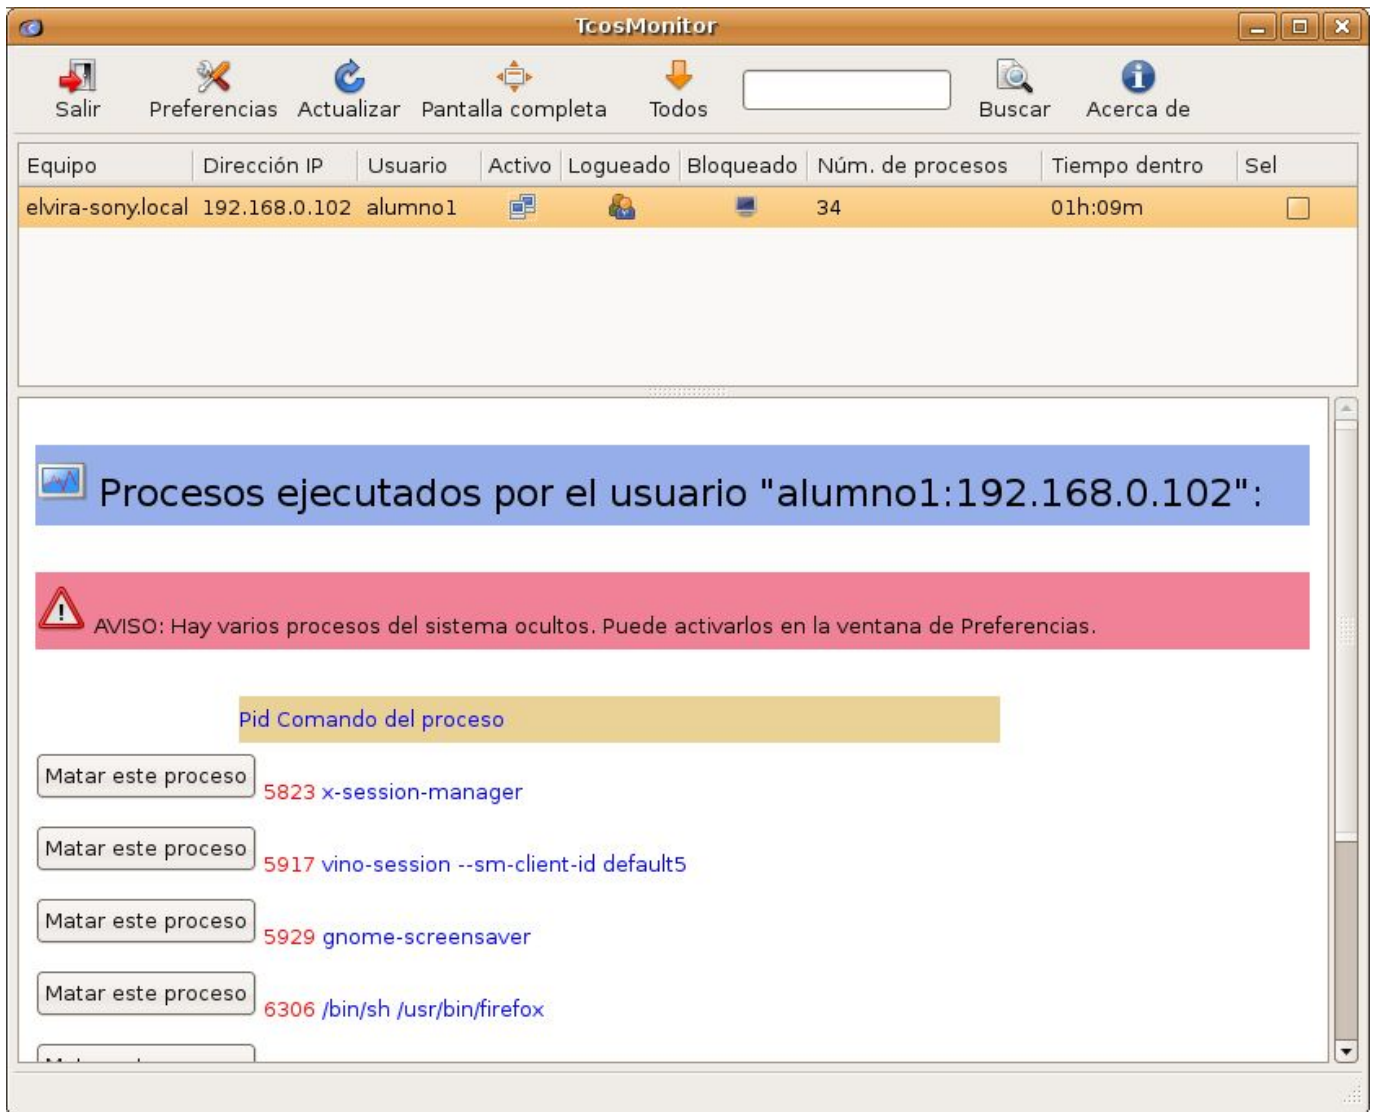 TcosMonitor
Salir Preferencias Actualizar Pantalla completa Todos Buscar Acerca de
Equipo Dirección IP Usuario Activo Logueado Bloqueado Núm. de procesos Tiempo dentro Sel
elvira-sony.local 192.168.0.102 alumno1 34 01h:09m
Procesos ejecutados por el usuario "alumno1:192.168.0.102":
AVISO: Hay varios procesos del sistema ocultos. Puede activarlos en la ventana de Preferencias.
Pid Comando del proceso
Matar este proceso 5823 x-session-manager
Matar este proceso 5917 vino-session --sm-client-id default5
Matar este proceso 5929 gnome-screensaver
Matar este proceso 6306 /bin/sh /usr/bin/firefox